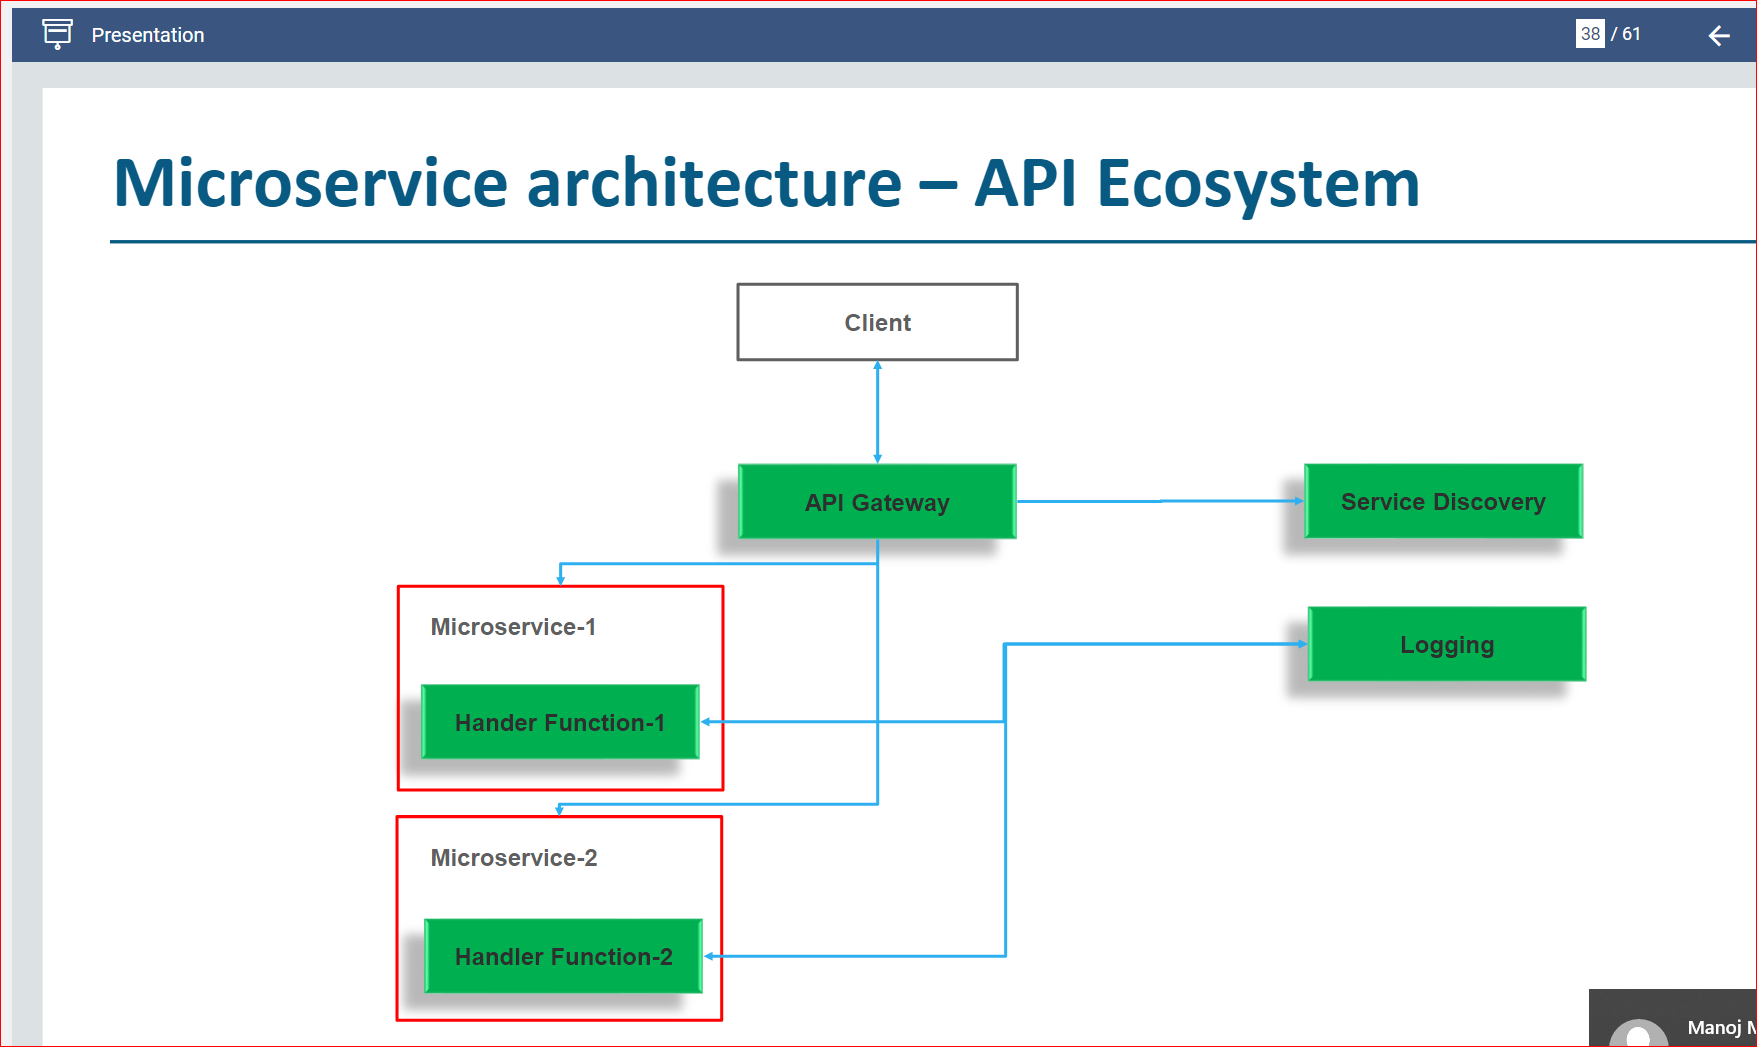 Presentation
38 / 61
Microservice architecture – API Ecosystem
Client
API Gateway
Service Discovery
Microservice-1
Logging
Hander Function-1
Microservice-2
Handler Function-2
Manoj